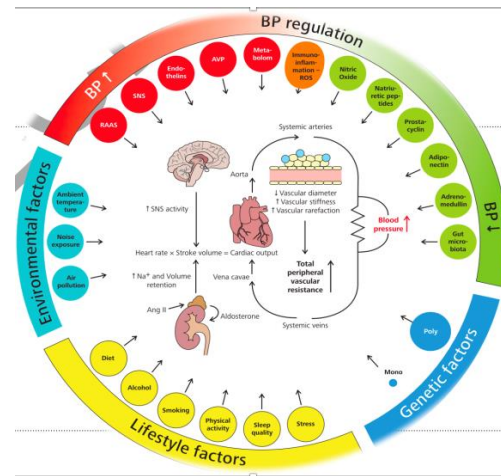 BP regulation
BP ↑
BP↓
RAAS
SNS
Endo-
thelins
AVP
Meta-
bolom
Immuno-
inflam-
mation –
ROS
Nitric
Oxide
Natriu-
retic pep-
tides
Prosta-
cyclin
Adipo-
nectin
Adreno-
medullin
Gut
micro-
biota
Environmental factors
Ambient
tempera-
ture
Noise
exposure
Air
pollution
Systemic arteries
Aorta
↓ Vascular diameter
↑ Vascular stiffness
↑ Vascular rarefaction
Blood
pressure ↑
↑ SNS activity
Heart rate × Stroke volume = Cardiac output
↑ Na⁺ and Volume
retention
Vena cavae
Total
peripheral
vascular
resistance
Ang II
Aldosterone
Systemic veins
Poly
Mono
Genetic factors
Diet
Alcohol
Smoking
Physical
activity
Sleep
quality
Stress
Lifestyle factors